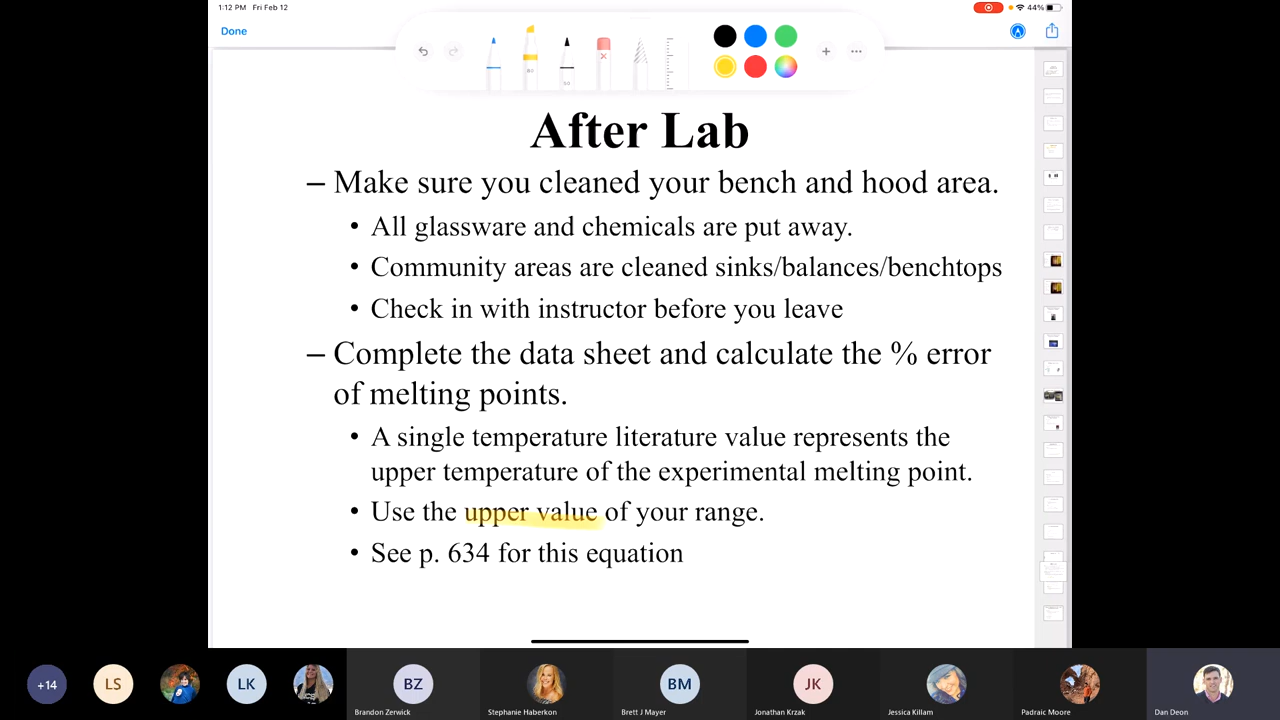 1:12 PM Fri Feb 12
44%
Done
After Lab
– Make sure you cleaned your bench and hood area.
• All glassware and chemicals are put away.
• Community areas are cleaned sinks/balances/benchtops
• Check in with instructor before you leave
– Complete the data sheet and calculate the % error
of melting points.
• A single temperature literature value represents the
upper temperature of the experimental melting point.
• Use the upper value of your range.
• See p. 634 for this equation
+14
LS
LK
BZ
BM
JK
Brandon Zerwick
Stephanie Haberkon
Brett J Mayer
Jonathan Krzak
Jessica Killam
Padraic Moore
Dan Deon